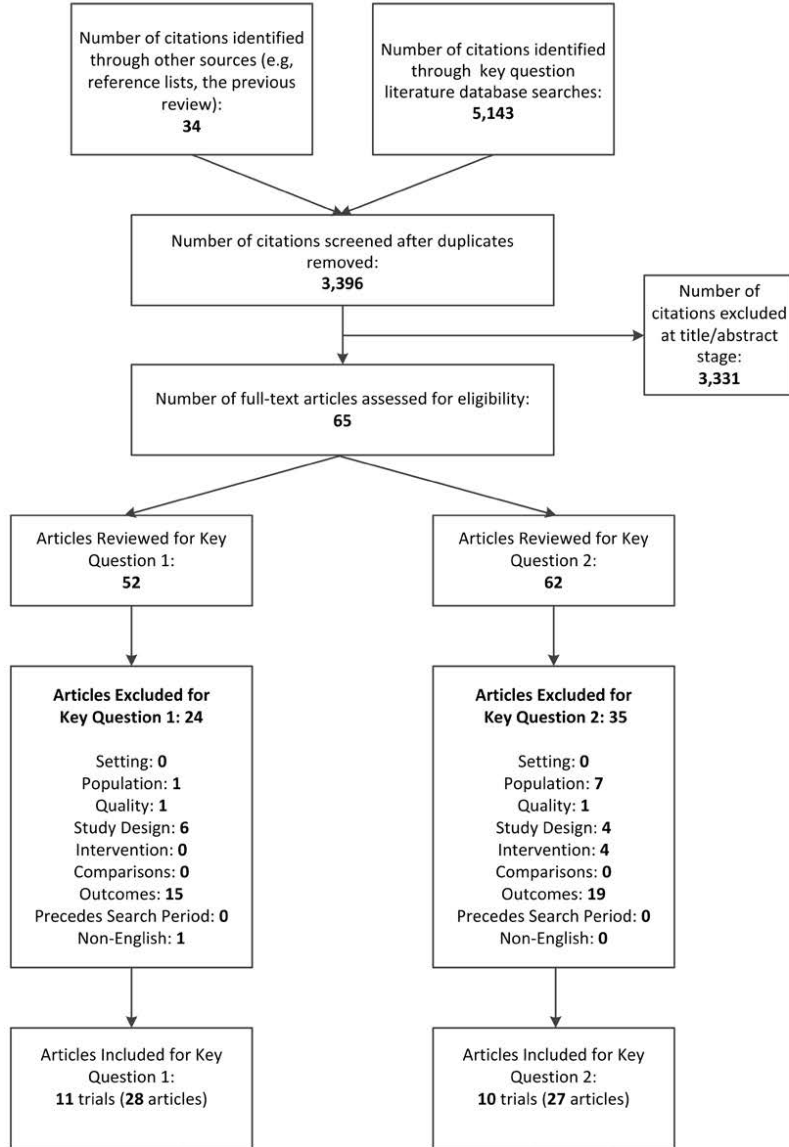 Number of citations identified
through other sources (e.g,
reference lists, the previous
review):
34
Number of citations identified
through key question
literature database searches:
5,143
Number of citations screened after duplicates
removed:
3,396
Number of
citations excluded
at title/abstract
stage:
3,331
Number of full-text articles assessed for eligibility:
65
Articles Reviewed for Key
Question 1:
52
Articles Reviewed for Key
Question 2:
62
Articles Excluded for
Key Question 1: 24
Setting: 0
Population: 1
Quality: 1
Study Design: 6
Intervention: 0
Comparisons: 0
Outcomes: 15
Precedes Search Period: 0
Non-English: 1
Articles Excluded for
Key Question 2: 35
Setting: 0
Population: 7
Quality: 1
Study Design: 4
Intervention: 4
Comparisons: 0
Outcomes: 19
Precedes Search Period: 0
Non-English: 0
Articles Included for Key
Question 1:
11 trials (28 articles)
Articles Included for Key
Question 2:
10 trials (27 articles)